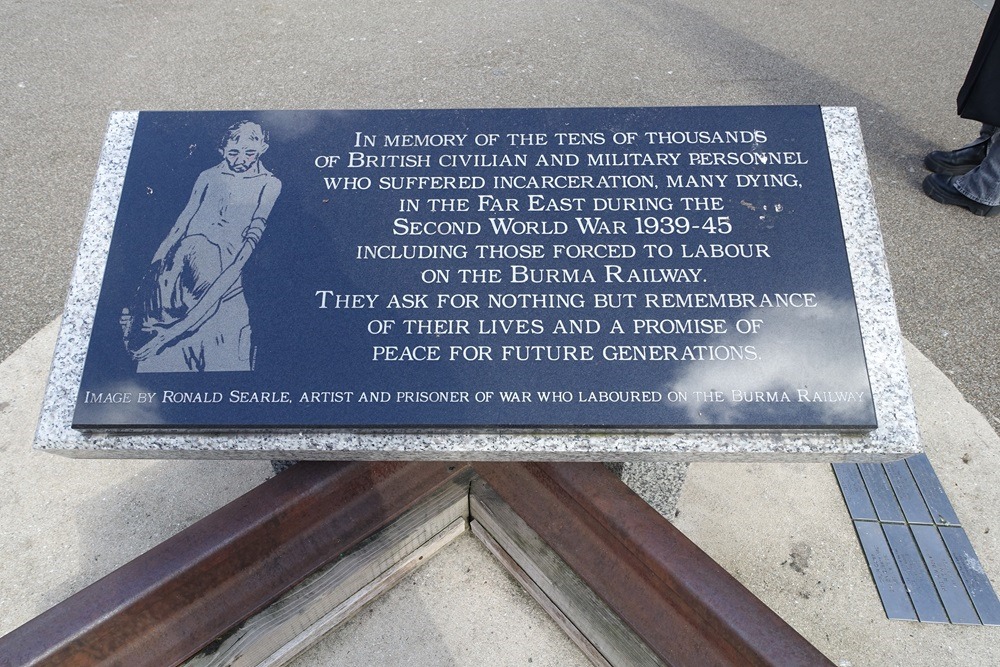 In memory of the tens of thousands
of British civilian and military personnel
who suffered incarceration, many dying,
in the Far East during the
Second World War 1939-45
including those forced to labour
on the Burma Railway.
They ask for nothing but remembrance
of their lives and a promise of
peace for future generations.
Image by Ronald Searle, artist and prisoner of war who laboured on the Burma Railway